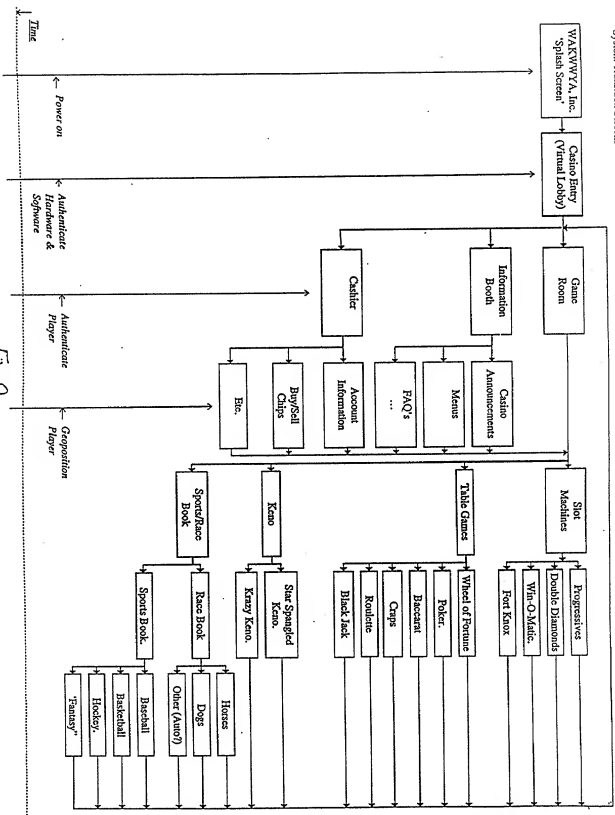 WAKWWYA, Inc.
'Splash Screen'
Casino Entry
(Virtual Lobby)
Game
Room
Information
Booth
Cashier
Casino
Announcements
Menus
FAQ's
...
Account
Information
Buy/Sell
Chips
Etc.
Slot
Machines
Table Games
Keno
Sports/Race
Book
Progressives
Double Diamonds
Win-O-Matic.
Fort Knox
Wheel of Fortune
Poker.
Baccarat
Craps
Roulette
Black Jack
Star Spangled
Keno.
Krazy Keno.
Race Book
Sports Book.
Horses
Dogs
Other (Auto?)
Baseball
Basketball
Hockey.
'Fantasy"
Time
Power on
Authenticate
Hardware &
Software
Authenticate
Player
Geoposition
Player